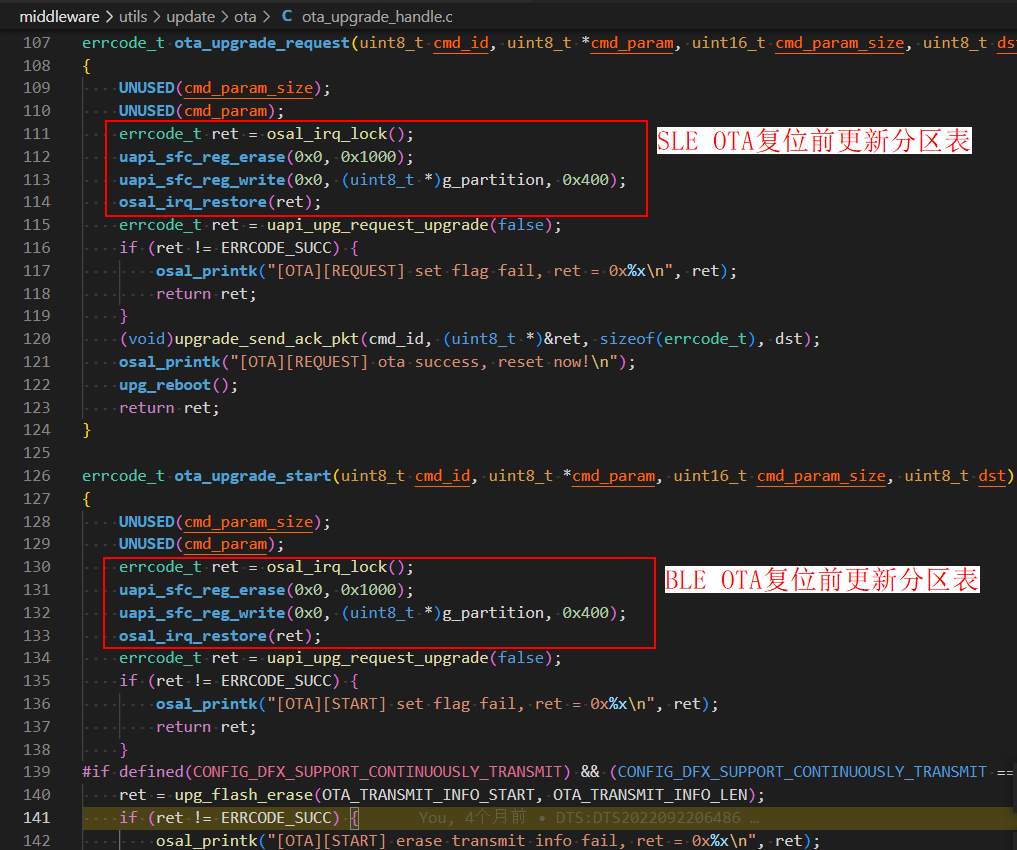 middleware > utils > update > ota > C ota_upgrade_handle.c
107 errcode_t ota_upgrade_request(uint8_t cmd_id, uint8_t *cmd_param, uint16_t cmd_param_size, uint8_t ds
108 {
109 UNUSED(cmd_param_size);
110 UNUSED(cmd_param);
111 errcode_t ret = osal_irq_lock();
SLE OTA复位前更新分区表
112 uapi_sfc_reg_erase(0x0, 0x1000);
113 uapi_sfc_reg_write(0x0, (uint8_t *)g_partition, 0x400);
114 osal_irq_restore(ret);
115 errcode_t ret = uapi_upg_request_upgrade(false);
116 if (ret != ERRCODE_SUCC) {
117 osal_printk("[OTA][REQUEST] set flag fail, ret = 0x%x\n", ret);
118 return ret;
119 }
120 (void)upgrade_send_ack_pkt(cmd_id, (uint8_t *)&ret, sizeof(errcode_t), dst);
121 osal_printk("[OTA][REQUEST] ota success, reset now!\n");
122 upg_reboot();
123 return ret;
124 }
125
126 errcode_t ota_upgrade_start(uint8_t cmd_id, uint8_t *cmd_param, uint16_t cmd_param_size, uint8_t dst)
127 {
128 UNUSED(cmd_param_size);
129 UNUSED(cmd_param);
130 errcode_t ret = osal_irq_lock();
BLE OTA复位前更新分区表
131 uapi_sfc_reg_erase(0x0, 0x1000);
132 uapi_sfc_reg_write(0x0, (uint8_t *)g_partition, 0x400);
133 osal_irq_restore(ret);
134 errcode_t ret = uapi_upg_request_upgrade(false);
135 if (ret != ERRCODE_SUCC) {
136 osal_printk("[OTA][START] set flag fail, ret = 0x%x\n", ret);
137 return ret;
138 }
139 #if defined(CONFIG_DFX_SUPPORT_CONTINUOUSLY_TRANSMIT) && (CONFIG_DFX_SUPPORT_CONTINUOUSLY_TRANSMIT ==
140 ret = upg_flash_erase(OTA_TRANSMIT_INFO_START, OTA_TRANSMIT_INFO_LEN);
141 if (ret != ERRCODE_SUCC) { You, 4个月前 • DTS:DTS2022092206486 …
142 osal_printk("[OTA][START] erase transmit info fail, ret = 0x%x\n", ret);